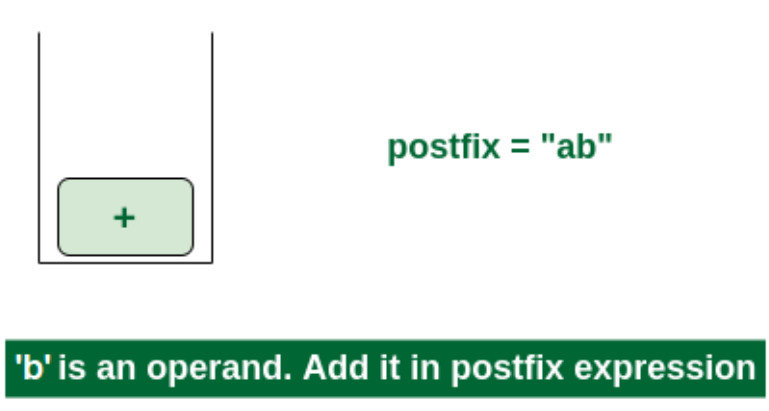 postfix = "ab"
+
'b' is an operand. Add it in postfix expression